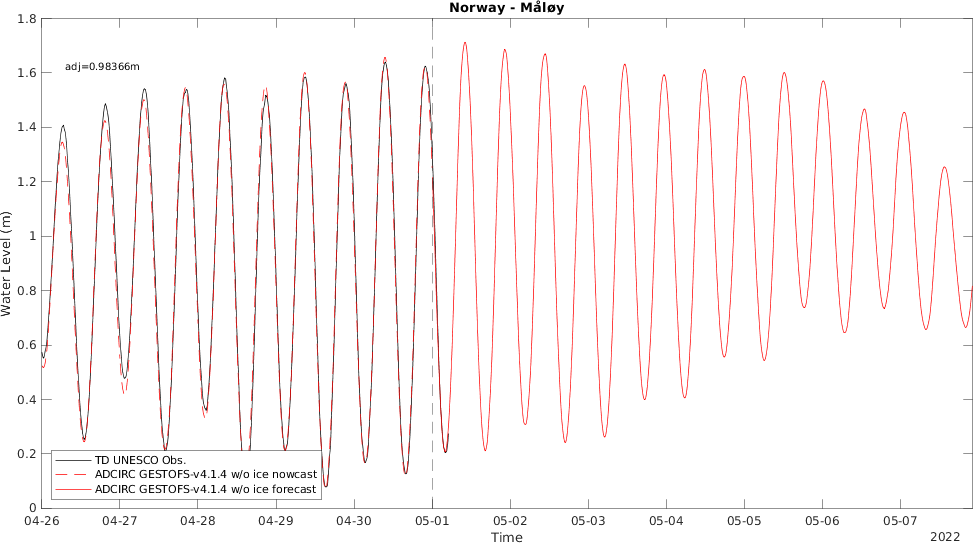 Norway - Måløy
1.8
adj=0.98366m
1.6
1.4
1.2
1
0.8
0.6
0.4
0.2
0
Water Level (m)
TD UNESCO Obs.
ADCIRC GESTOFS-v4.1.4 w/o ice nowcast
ADCIRC GESTOFS-v4.1.4 w/o ice forecast
04-26 04-27 04-28 04-29 04-30 05-01 05-02 05-03 05-04 05-05 05-06 05-07
Time
2022